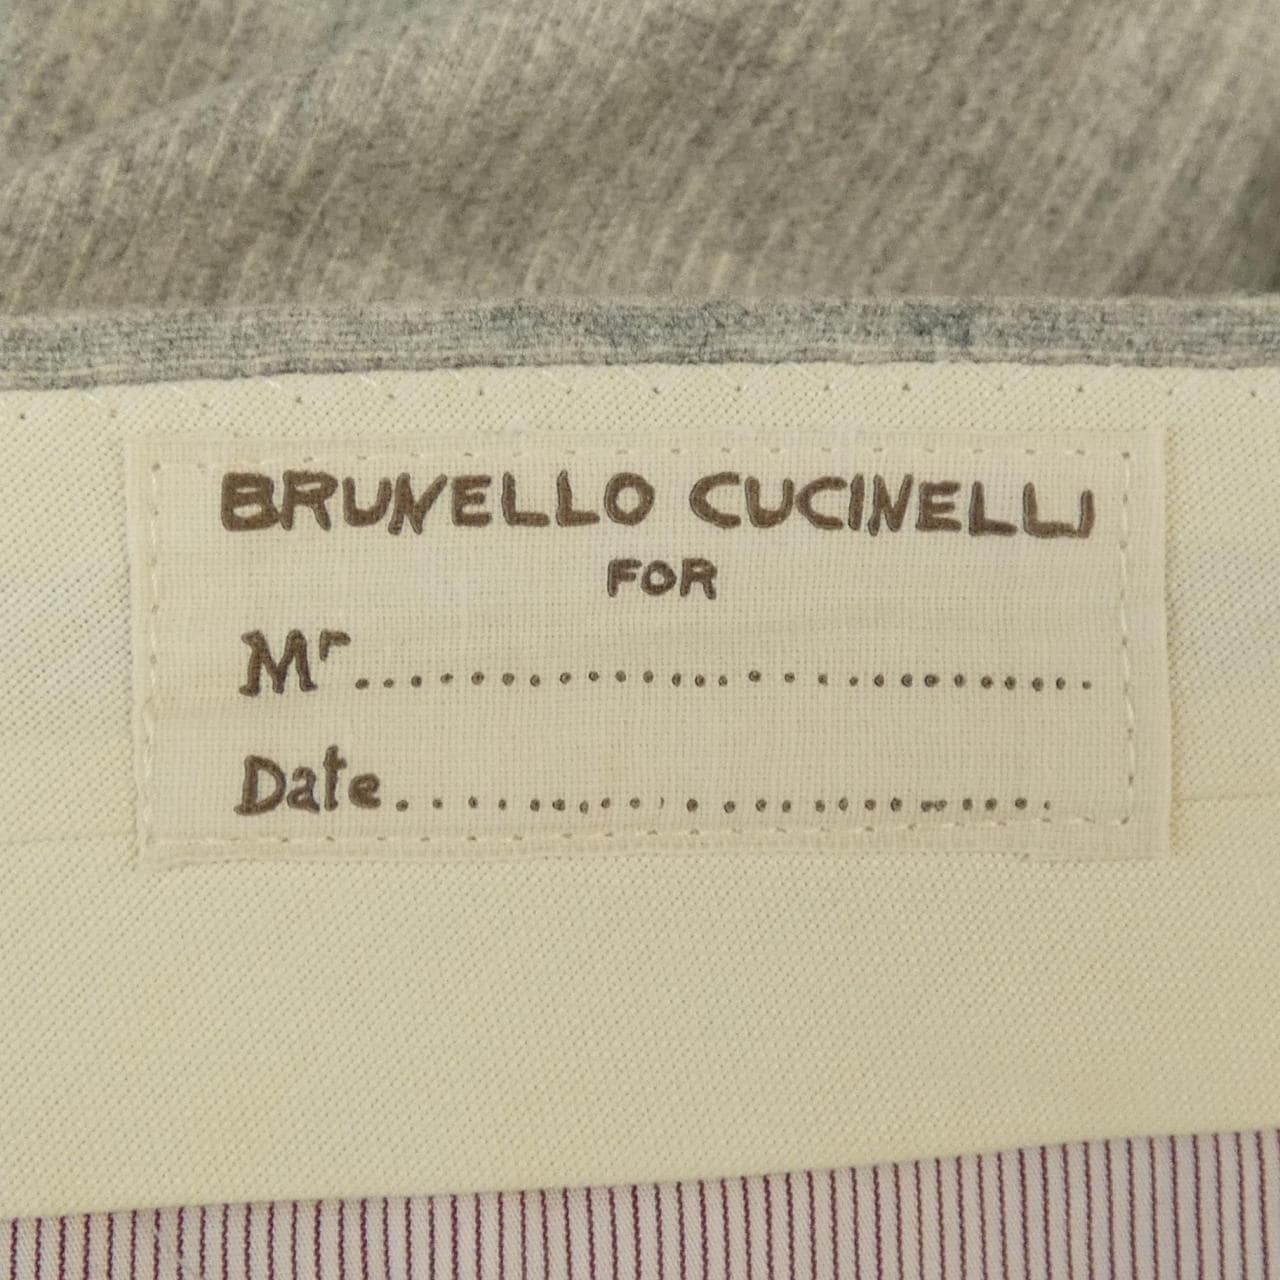 BRUNELLO CUCINELLI
FOR
Mr..............................
Date..........................